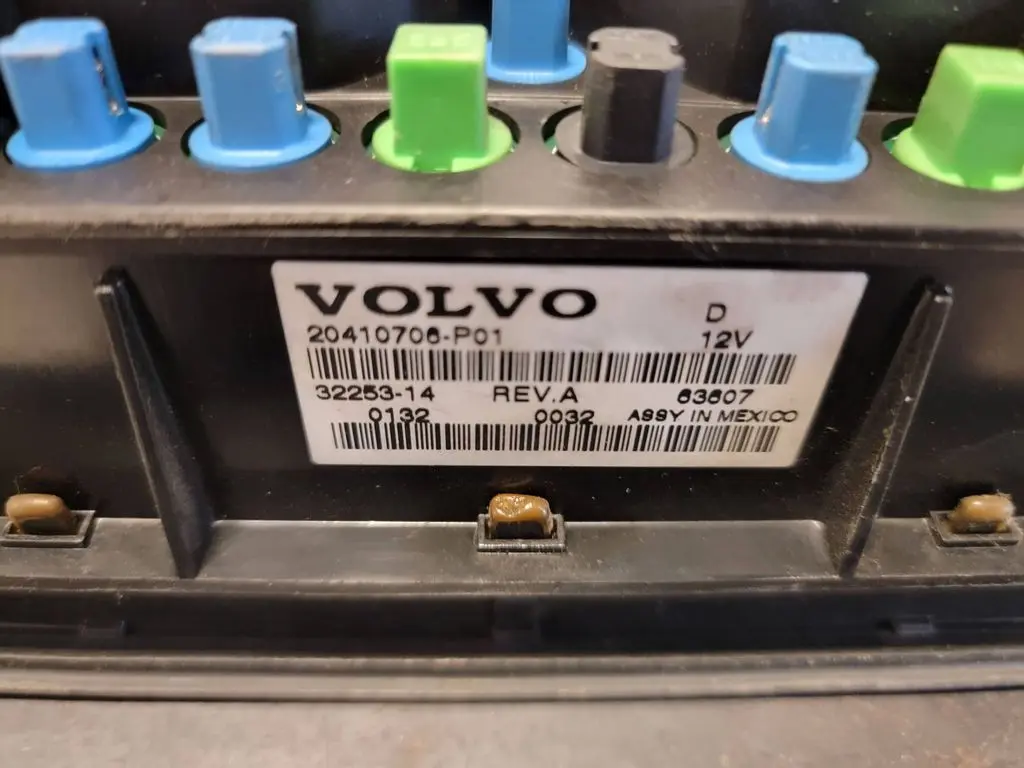 VOLVO
D
20410706-P01
12V
32253-14 REV.A 63607
0132 0032 ASSY IN MEXICO